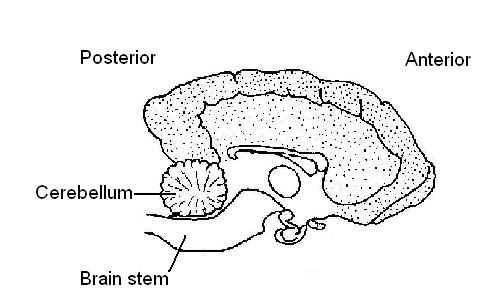 Posterior
Anterior
Cerebellum
Brain stem